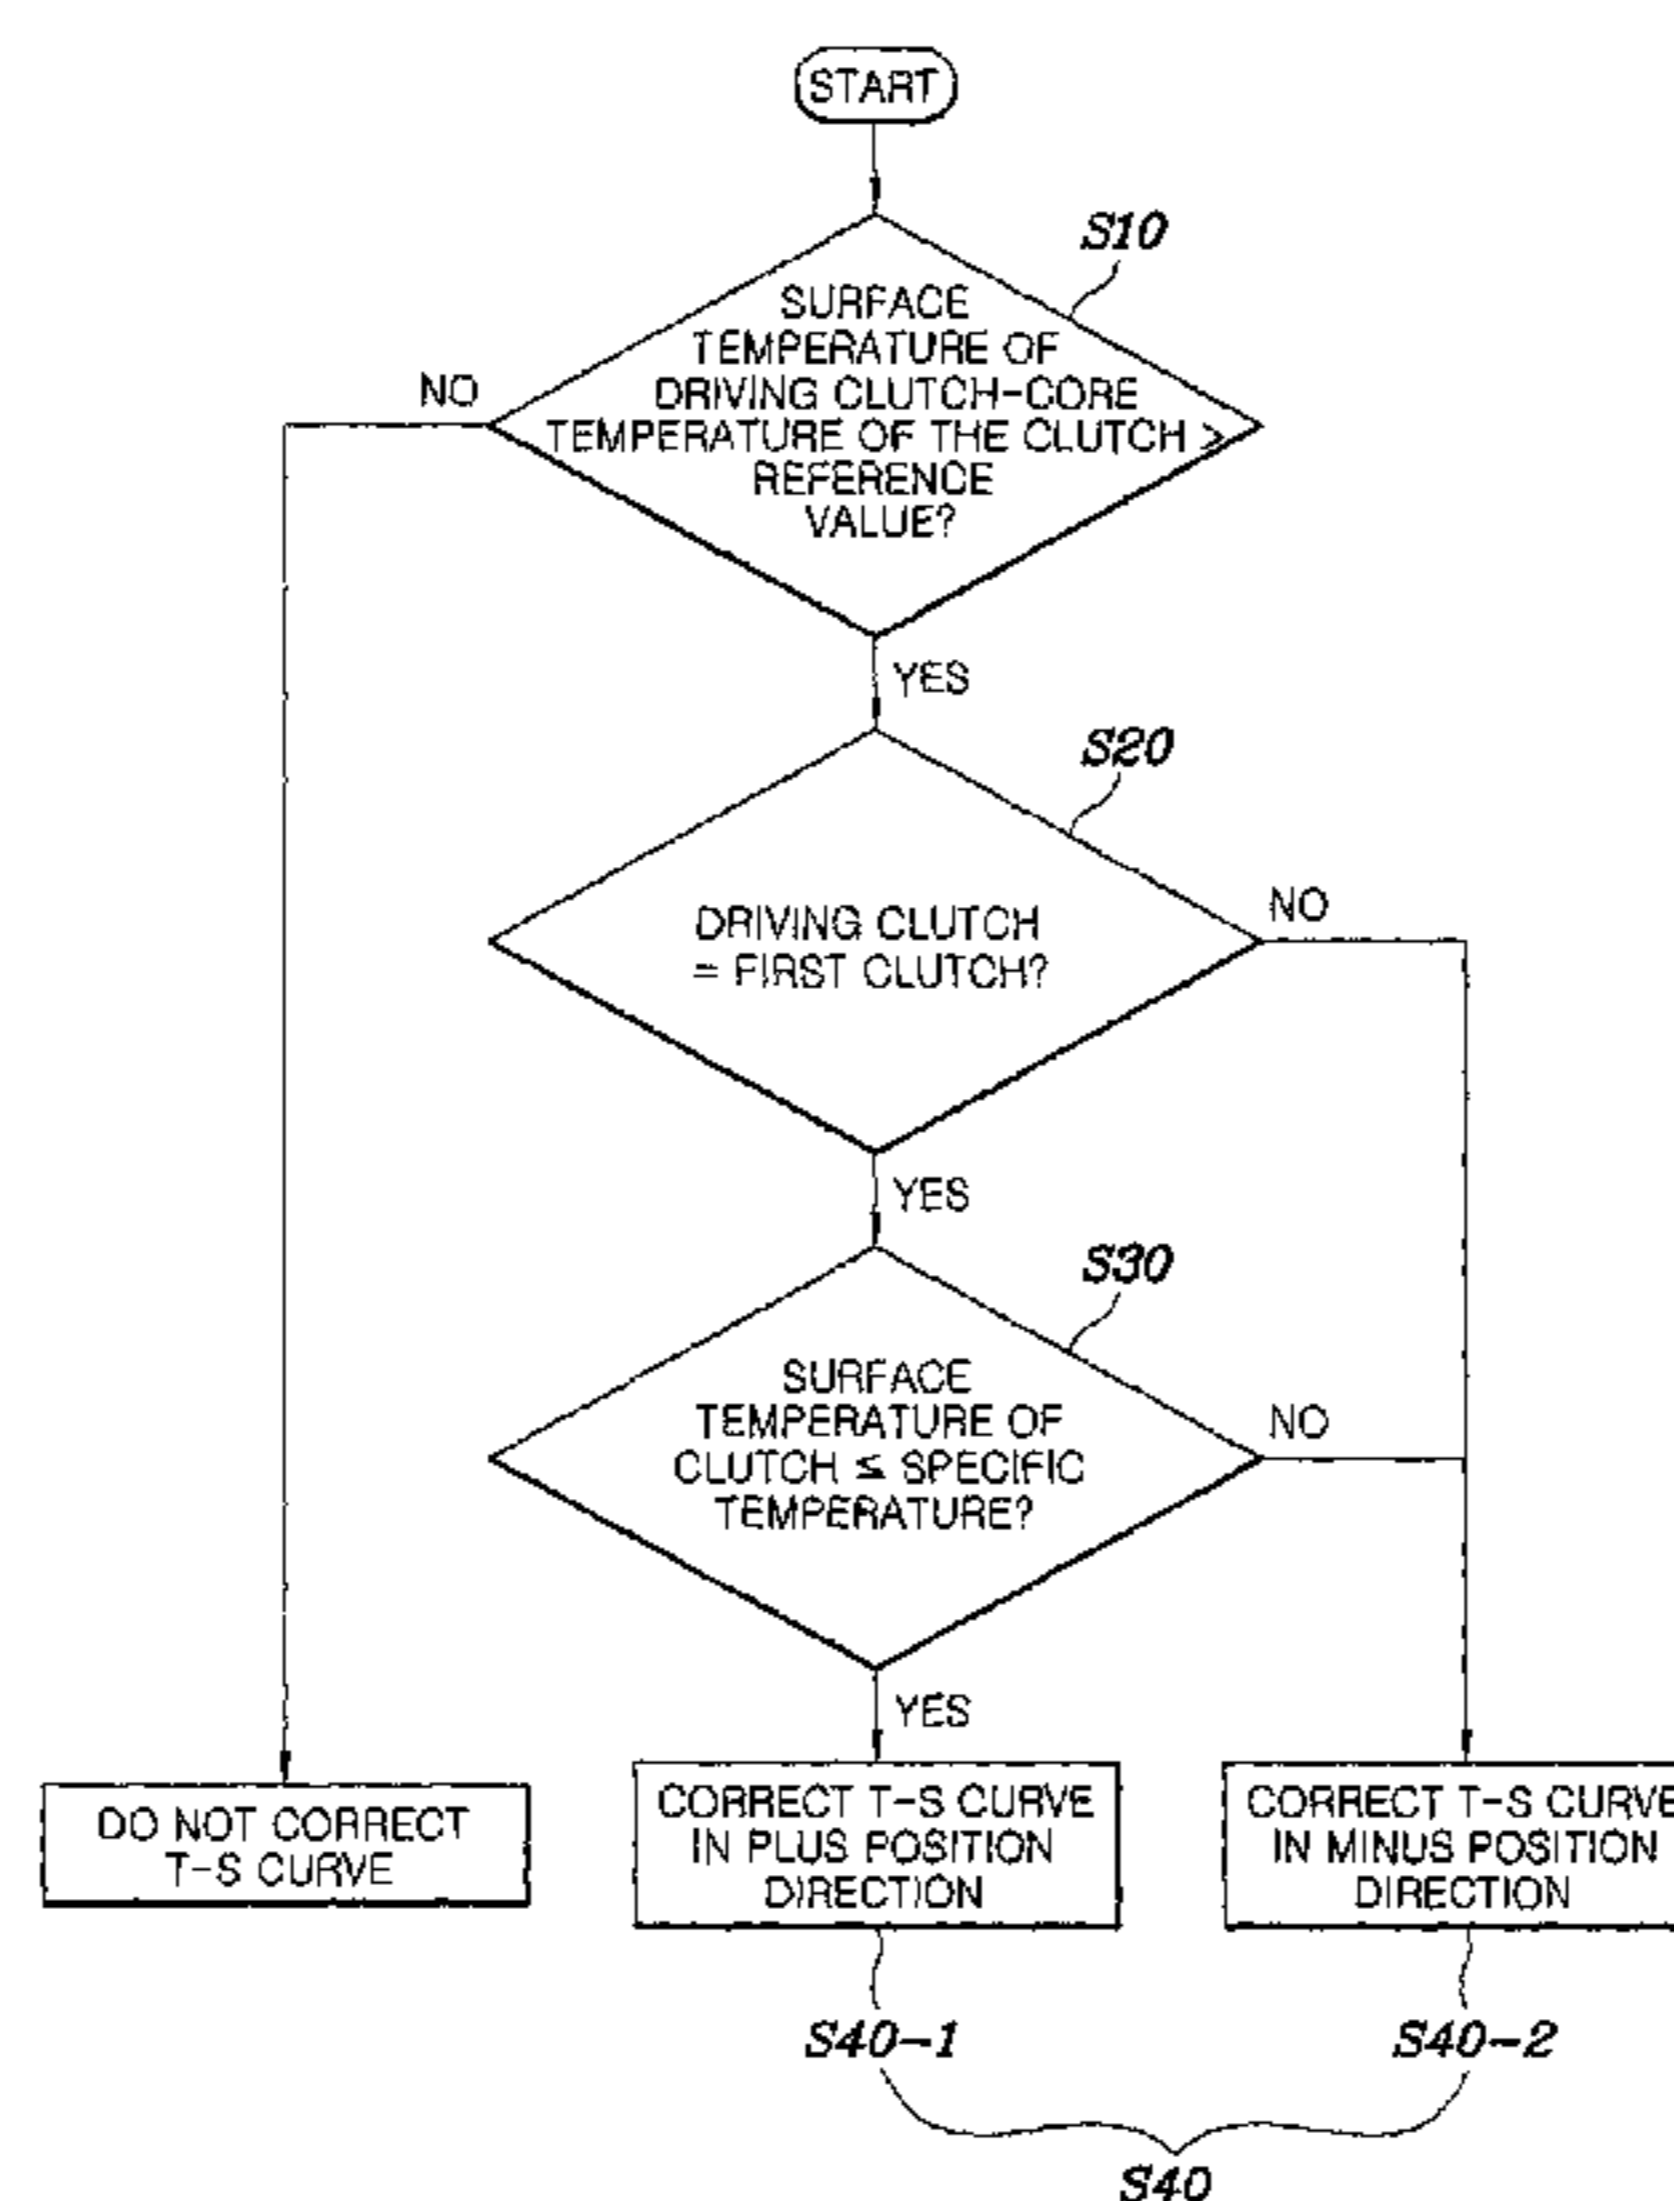 START
S10
SURFACE
TEMPERATURE OF
DRIVING CLUTCH-CORE
TEMPERATURE OF THE CLUTCH >
REFERENCE
VALUE?
NO
YES
S20
DRIVING CLUTCH
= FIRST CLUTCH?
NO
YES
S30
SURFACE
TEMPERATURE OF
CLUTCH ≤ SPECIFIC
TEMPERATURE?
NO
YES
DO NOT CORRECT
T-S CURVE
CORRECT T-S CURVE
IN PLUS POSITION
DIRECTION
CORRECT T-S CURVE
IN MINUS POSITION
DIRECTION
S40-1
S40-2
S40